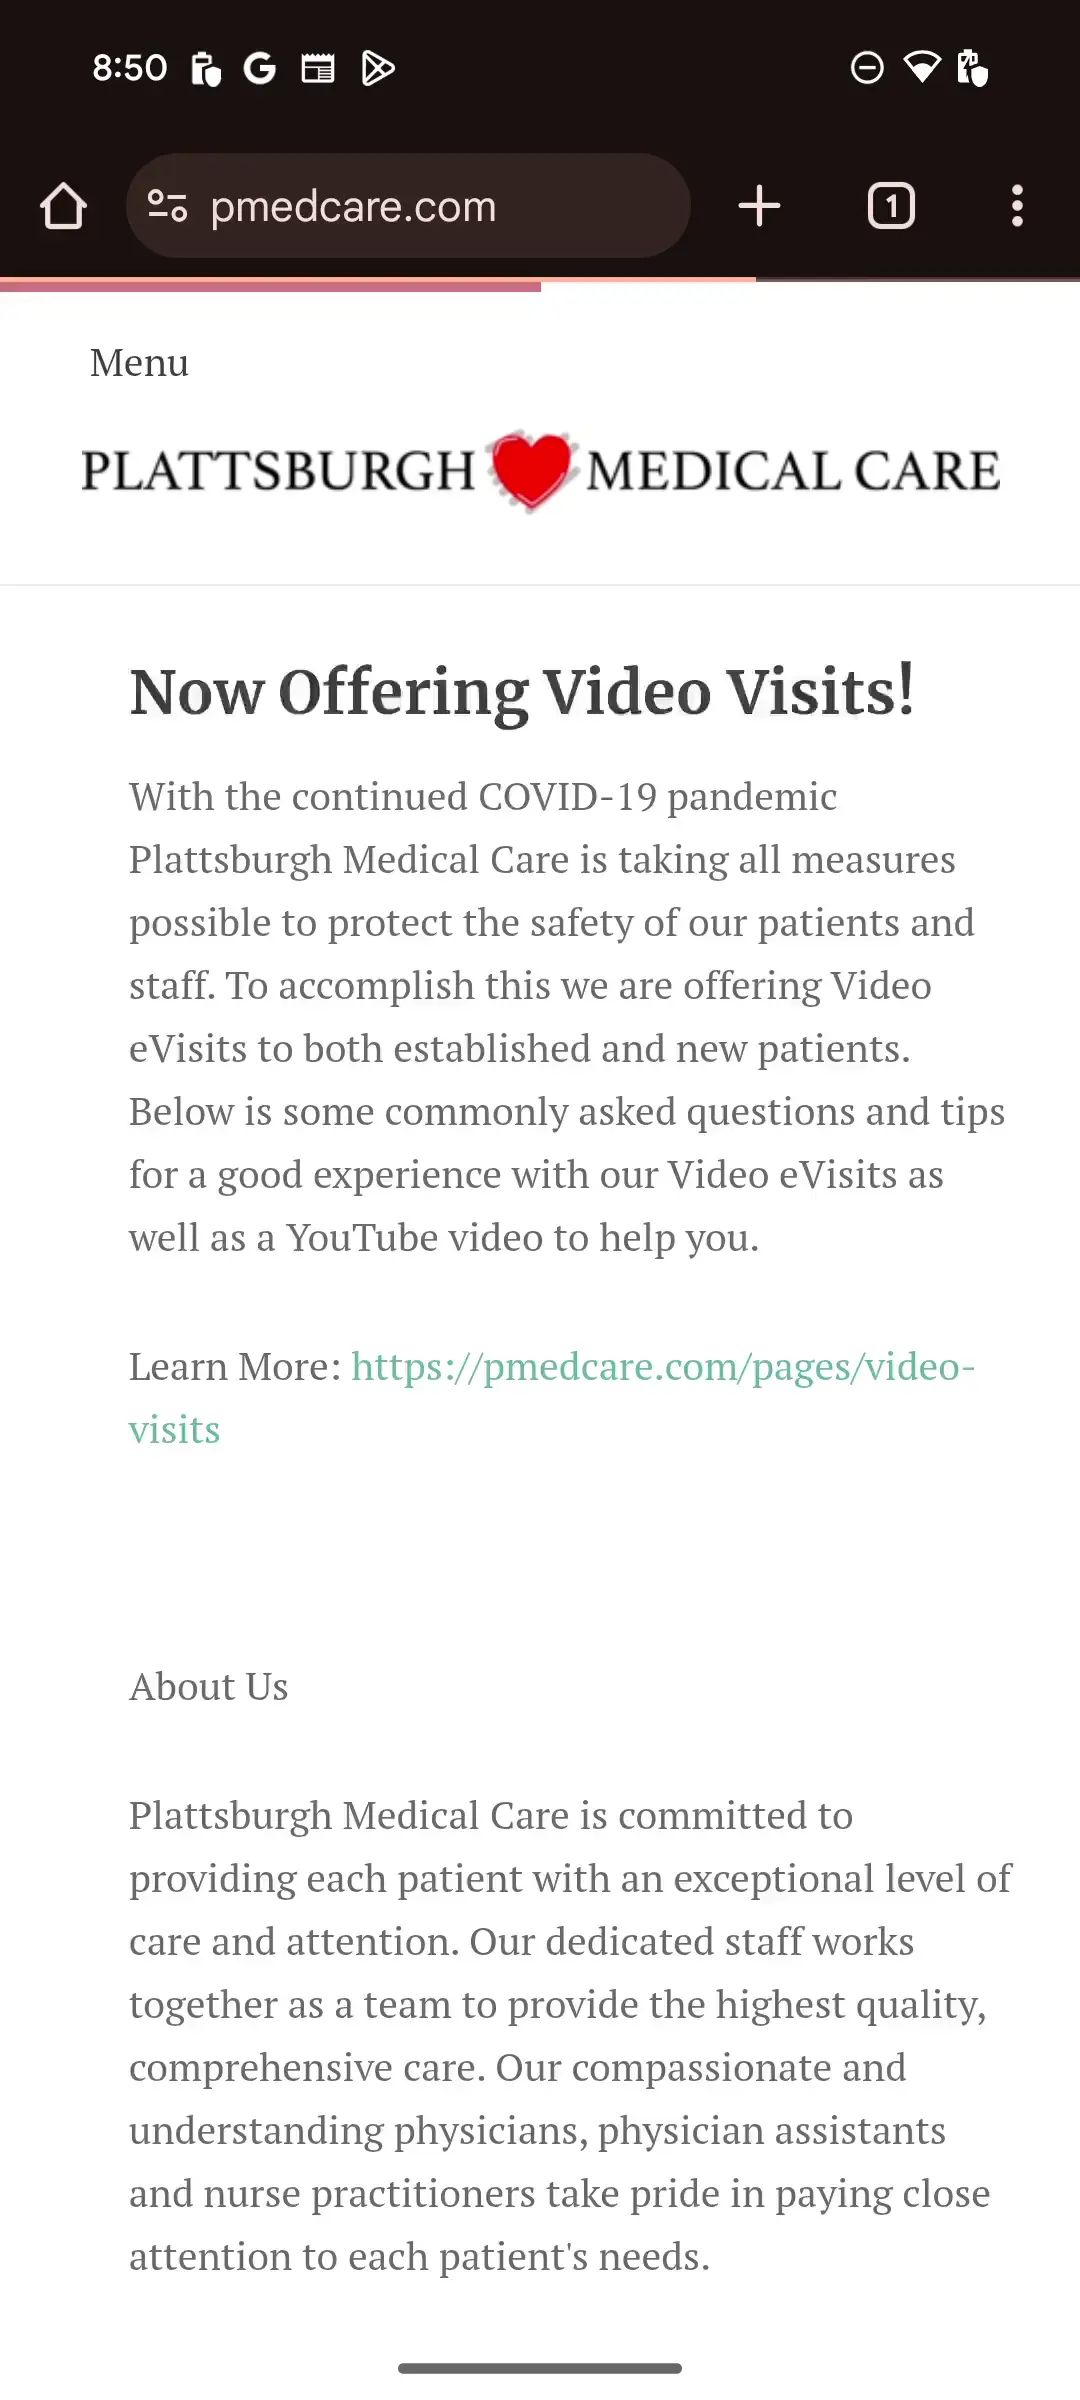 8:50
pmedcare.com
1
Menu
PLATTSBURGH MEDICAL CARE
Now Offering Video Visits!
With the continued COVID-19 pandemic
Plattsburgh Medical Care is taking all measures
possible to protect the safety of our patients and
staff. To accomplish this we are offering Video
eVisits to both established and new patients.
Below is some commonly asked questions and tips
for a good experience with our Video eVisits as
well as a YouTube video to help you.
Learn More: https://pmedcare.com/pages/video-
visits
About Us
Plattsburgh Medical Care is committed to
providing each patient with an exceptional level of
care and attention. Our dedicated staff works
together as a team to provide the highest quality,
comprehensive care. Our compassionate and
understanding physicians, physician assistants
and nurse practitioners take pride in paying close
attention to each patient's needs.